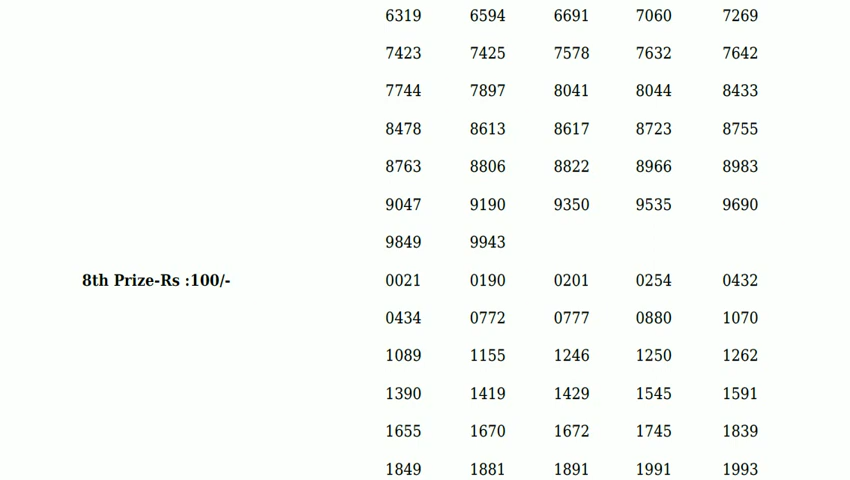 6319 6594 6691 7060 7269
7423 7425 7578 7632 7642
7744 7897 8041 8044 8433
8478 8613 8617 8723 8755
8763 8806 8822 8966 8983
9047 9190 9350 9535 9690
9849 9943
8th Prize-Rs :100/- 0021 0190 0201 0254 0432
0434 0772 0777 0880 1070
1089 1155 1246 1250 1262
1390 1419 1429 1545 1591
1655 1670 1672 1745 1839
1849 1881 1891 1991 1993